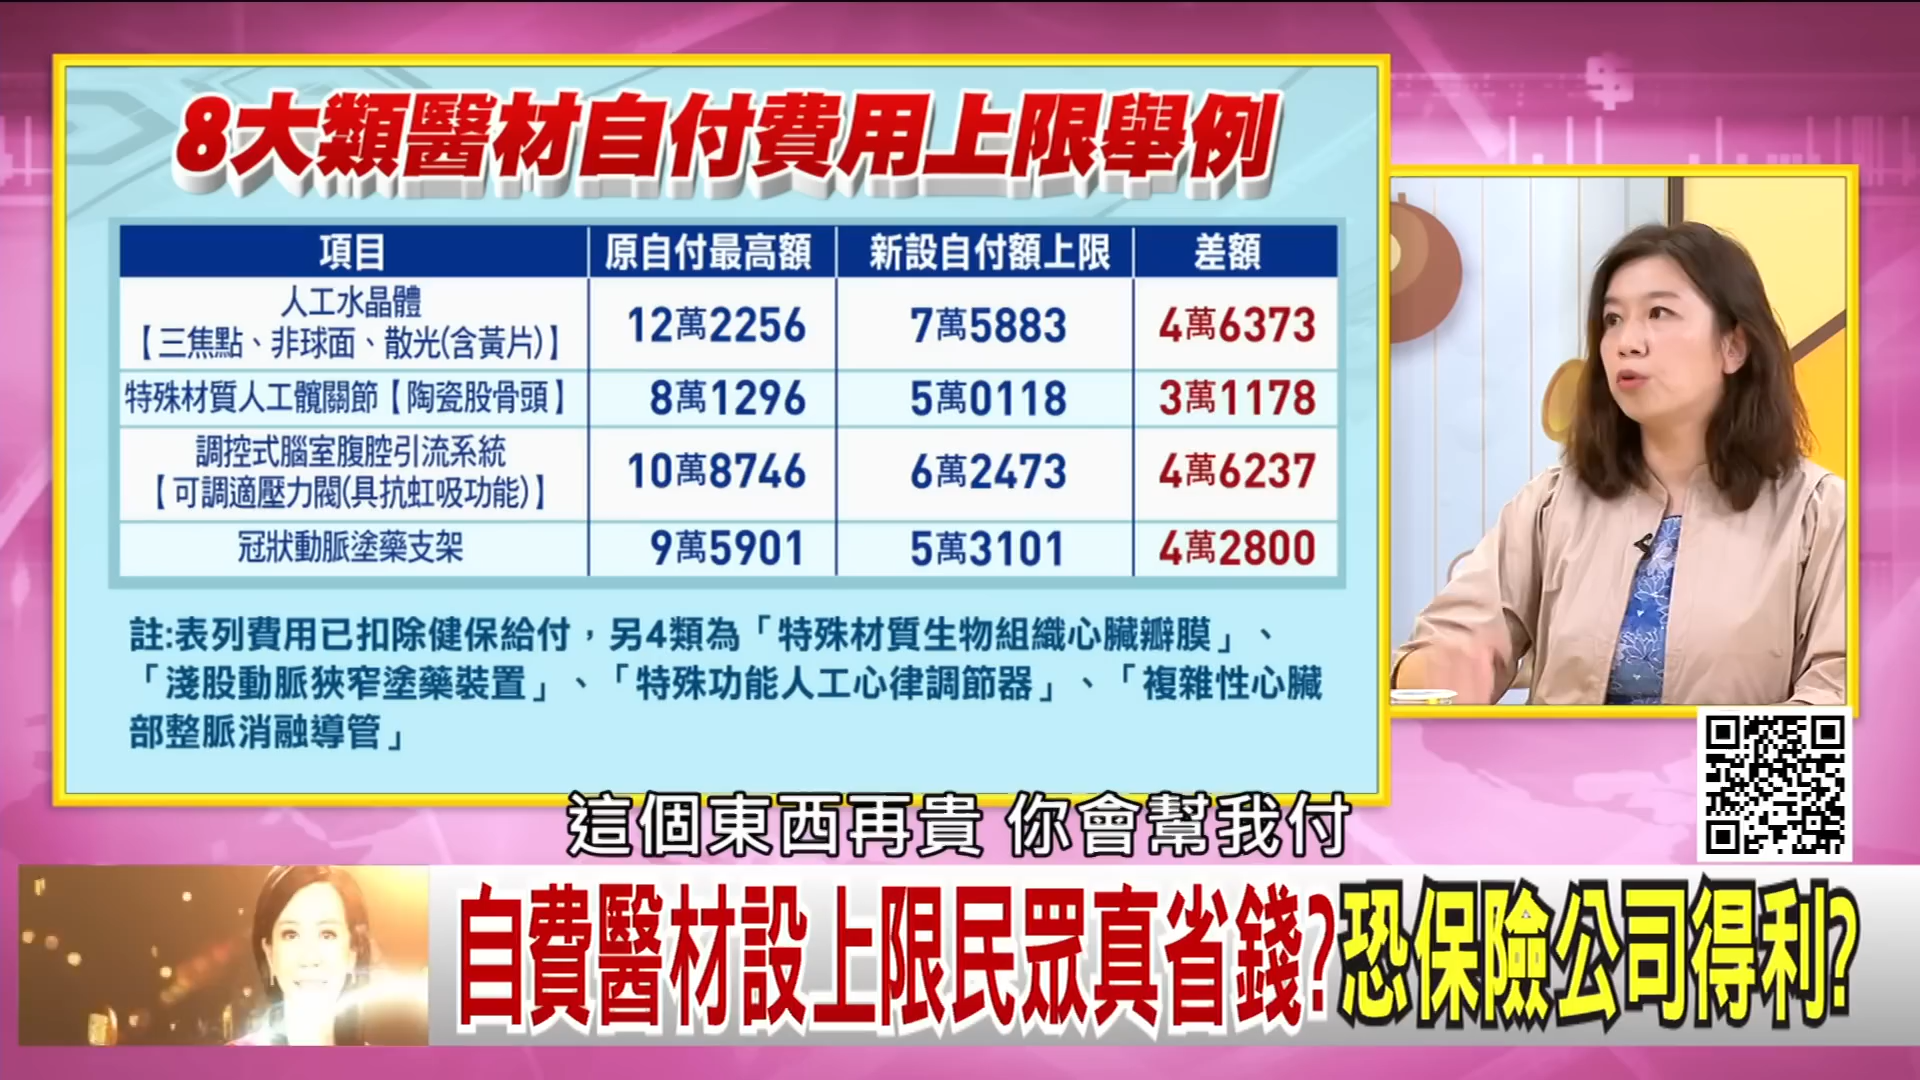 8大類醫材自付費用上限舉例
項目 原自付最高額 新設自付額上限 差額
人工水晶體
【三焦點、非球面、散光(含黃片)】 12萬2256 7萬5883 4萬6373
特殊材質人工髖關節【陶瓷股骨頭】 8萬1296 5萬0118 3萬1178
調控式腦室腹腔引流系統
【可調適壓力閥(具抗虹吸功能)】 10萬8746 6萬2473 4萬6237
冠狀動脈塗藥支架 9萬5901 5萬3101 4萬2800
註:表列費用已扣除健保給付，另4類為「特殊材質生物組織心臟瓣膜」、
「淺股動脈狹窄塗藥裝置」、「特殊功能人工心律調節器」、「複雜性心臟
部整脈消融導管」
這個東西再貴 你會幫我付
自費醫材設上限民眾真省錢?恐保險公司得利?